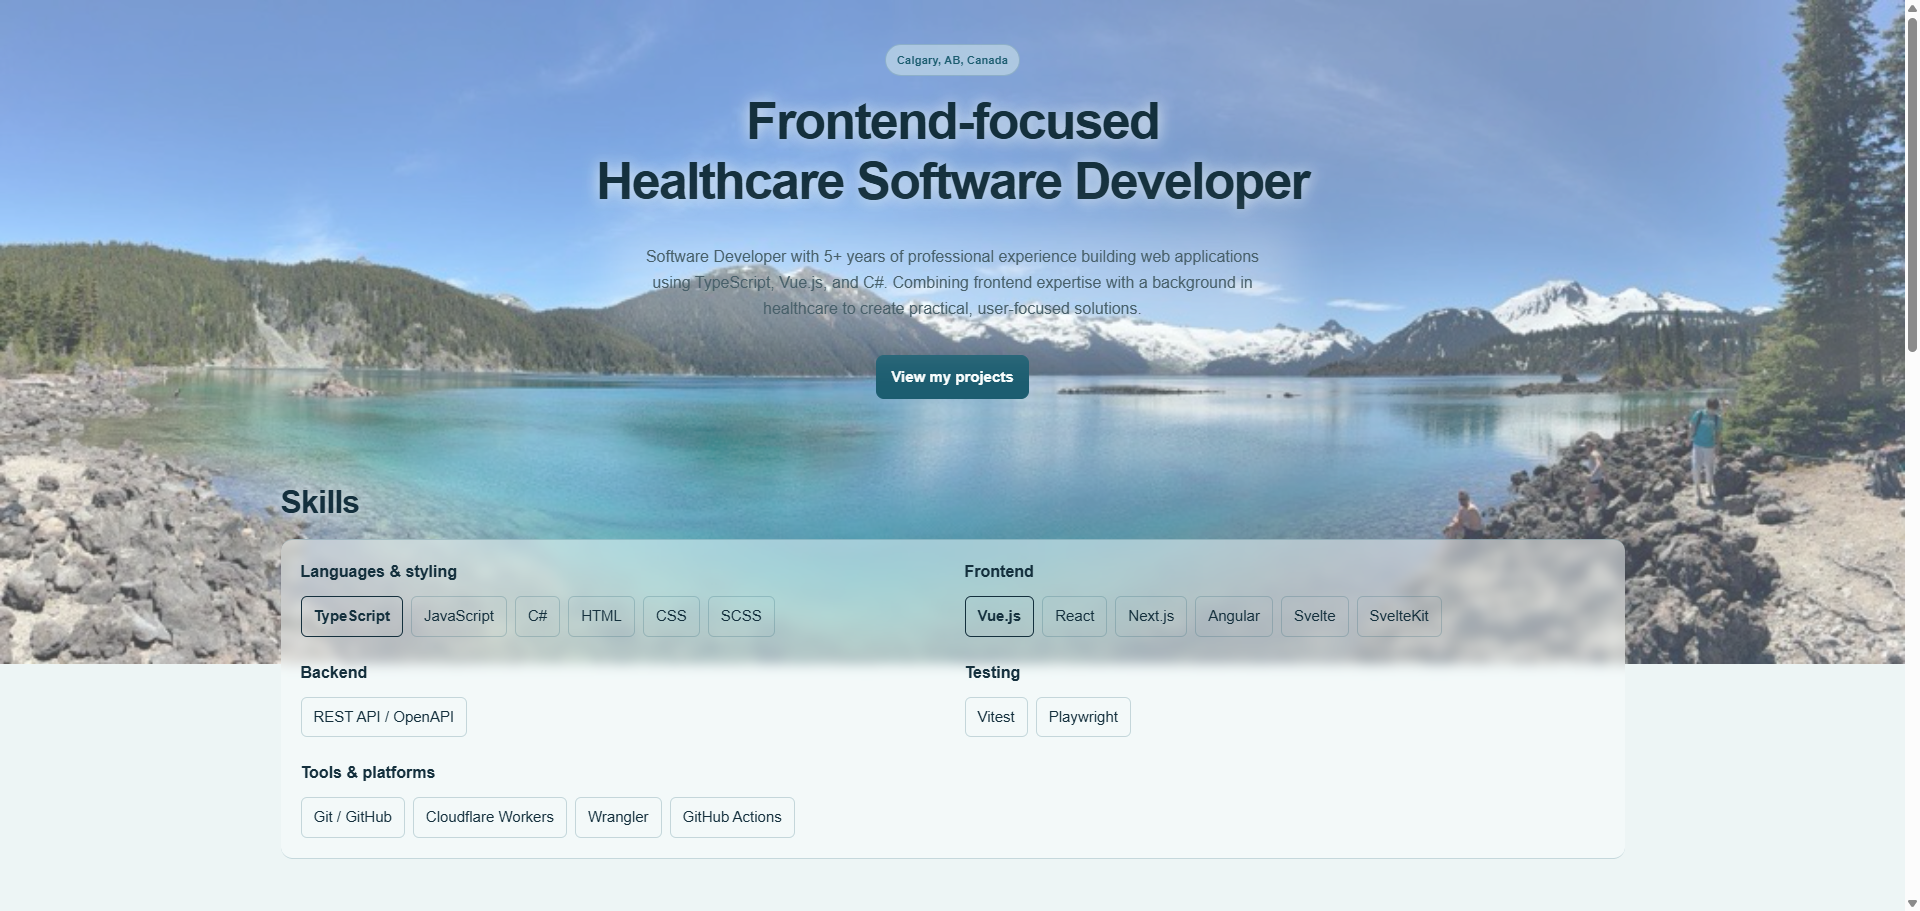 Calgary, AB, Canada
Frontend-focused
Healthcare Software Developer
Software Developer with 5+ years of professional experience building web applications
using TypeScript, Vue.js, and C#. Combining frontend expertise with a background in
healthcare to create practical, user-focused solutions.
View my projects
Skills
Languages & styling
TypeScript JavaScript C# HTML CSS SCSS
Frontend
Vue.js React Next.js Angular Svelte SvelteKit
Backend
REST API / OpenAPI
Testing
Vitest Playwright
Tools & platforms
Git / GitHub Cloudflare Workers Wrangler GitHub Actions